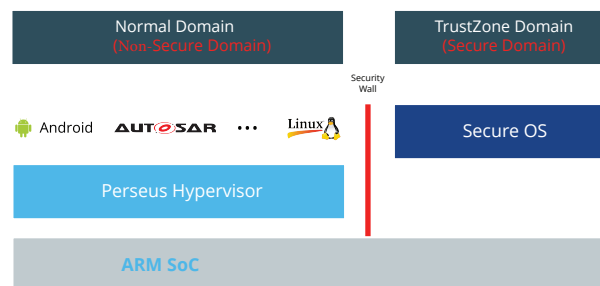 Normal Domain
(Non-Secure Domain)
TrustZone Domain
(Secure Domain)
Security
Wall
Android
AUTOSAR
•••
Linux
Secure OS
Perseus Hypervisor
ARM SoC